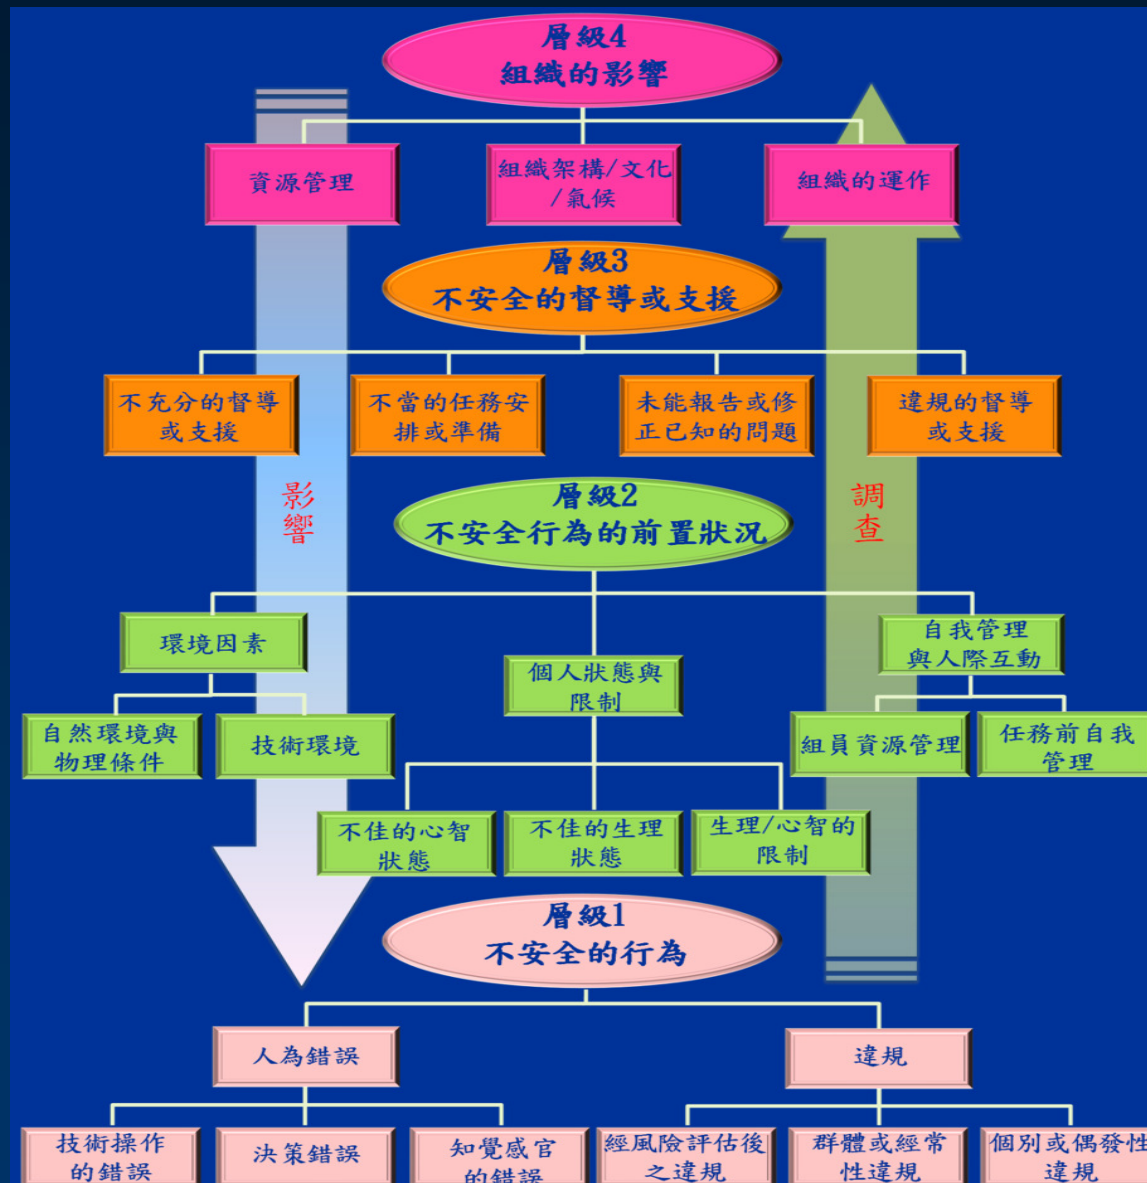 層級4
組織的影響
資源管理
組織架構/文化
/氣候
組織的運作
層級3
不安全的督導或支援
不充分的督導
或支援
不當的任務安
排或準備
未能報告或修
正已知的問題
違規的督導
或支援
影響
調查
層級2
不安全行為的前置狀況
環境因素
個人狀態與
限制
自我管理
與人際互動
自然環境與
物理條件
技術環境
組員資源管理
任務前自我
管理
不佳的心智
狀態
不佳的生理
狀態
生理/心智的
限制
層級1
不安全的行為
人為錯誤
違規
技術操作
的錯誤
決策錯誤
知覺感官
的錯誤
經風險評估後
之違規
群體或經常
性違規
個別或偶發性
違規